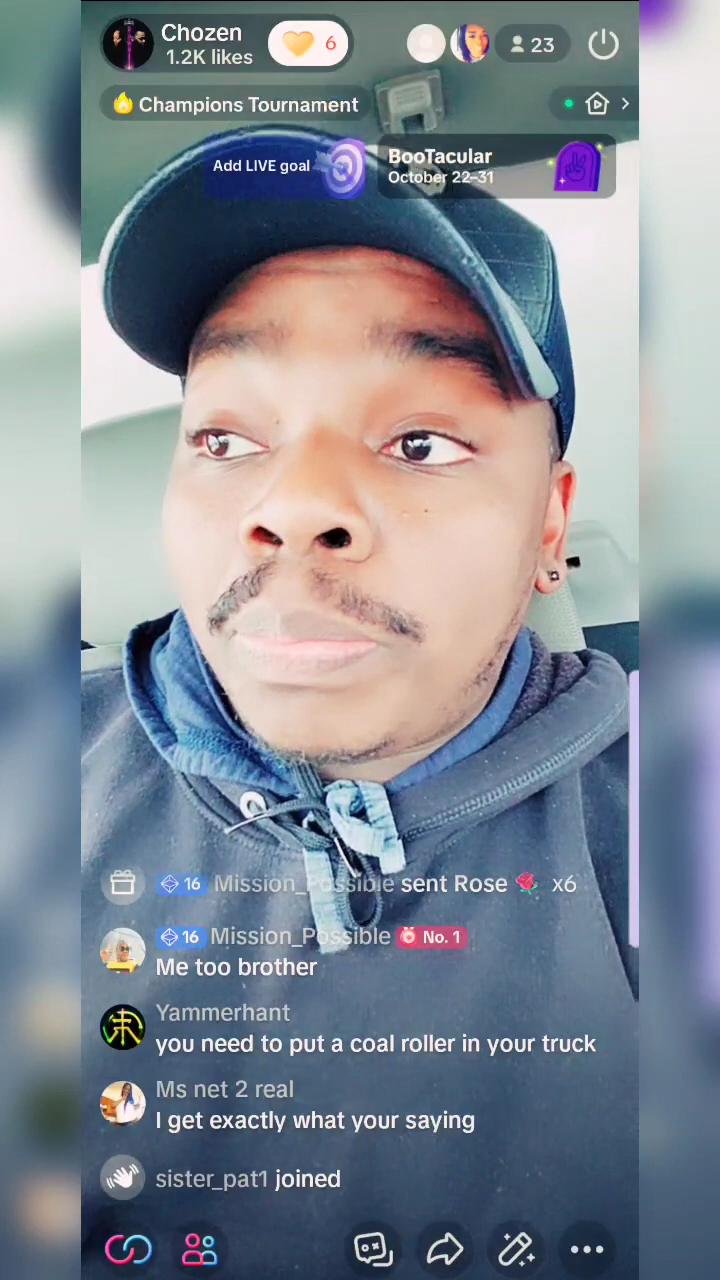 Chozen
1.2K likes
6
23
Champions Tournament
Add LIVE goal
BooTacular
October 22-31
16 Mission_Possible sent Rose 🌹 x6
16 Mission_Possible No. 1
Me too brother
Yammerhant
you need to put a coal roller in your truck
Ms net 2 real
I get exactly what your saying
sister_pat1 joined